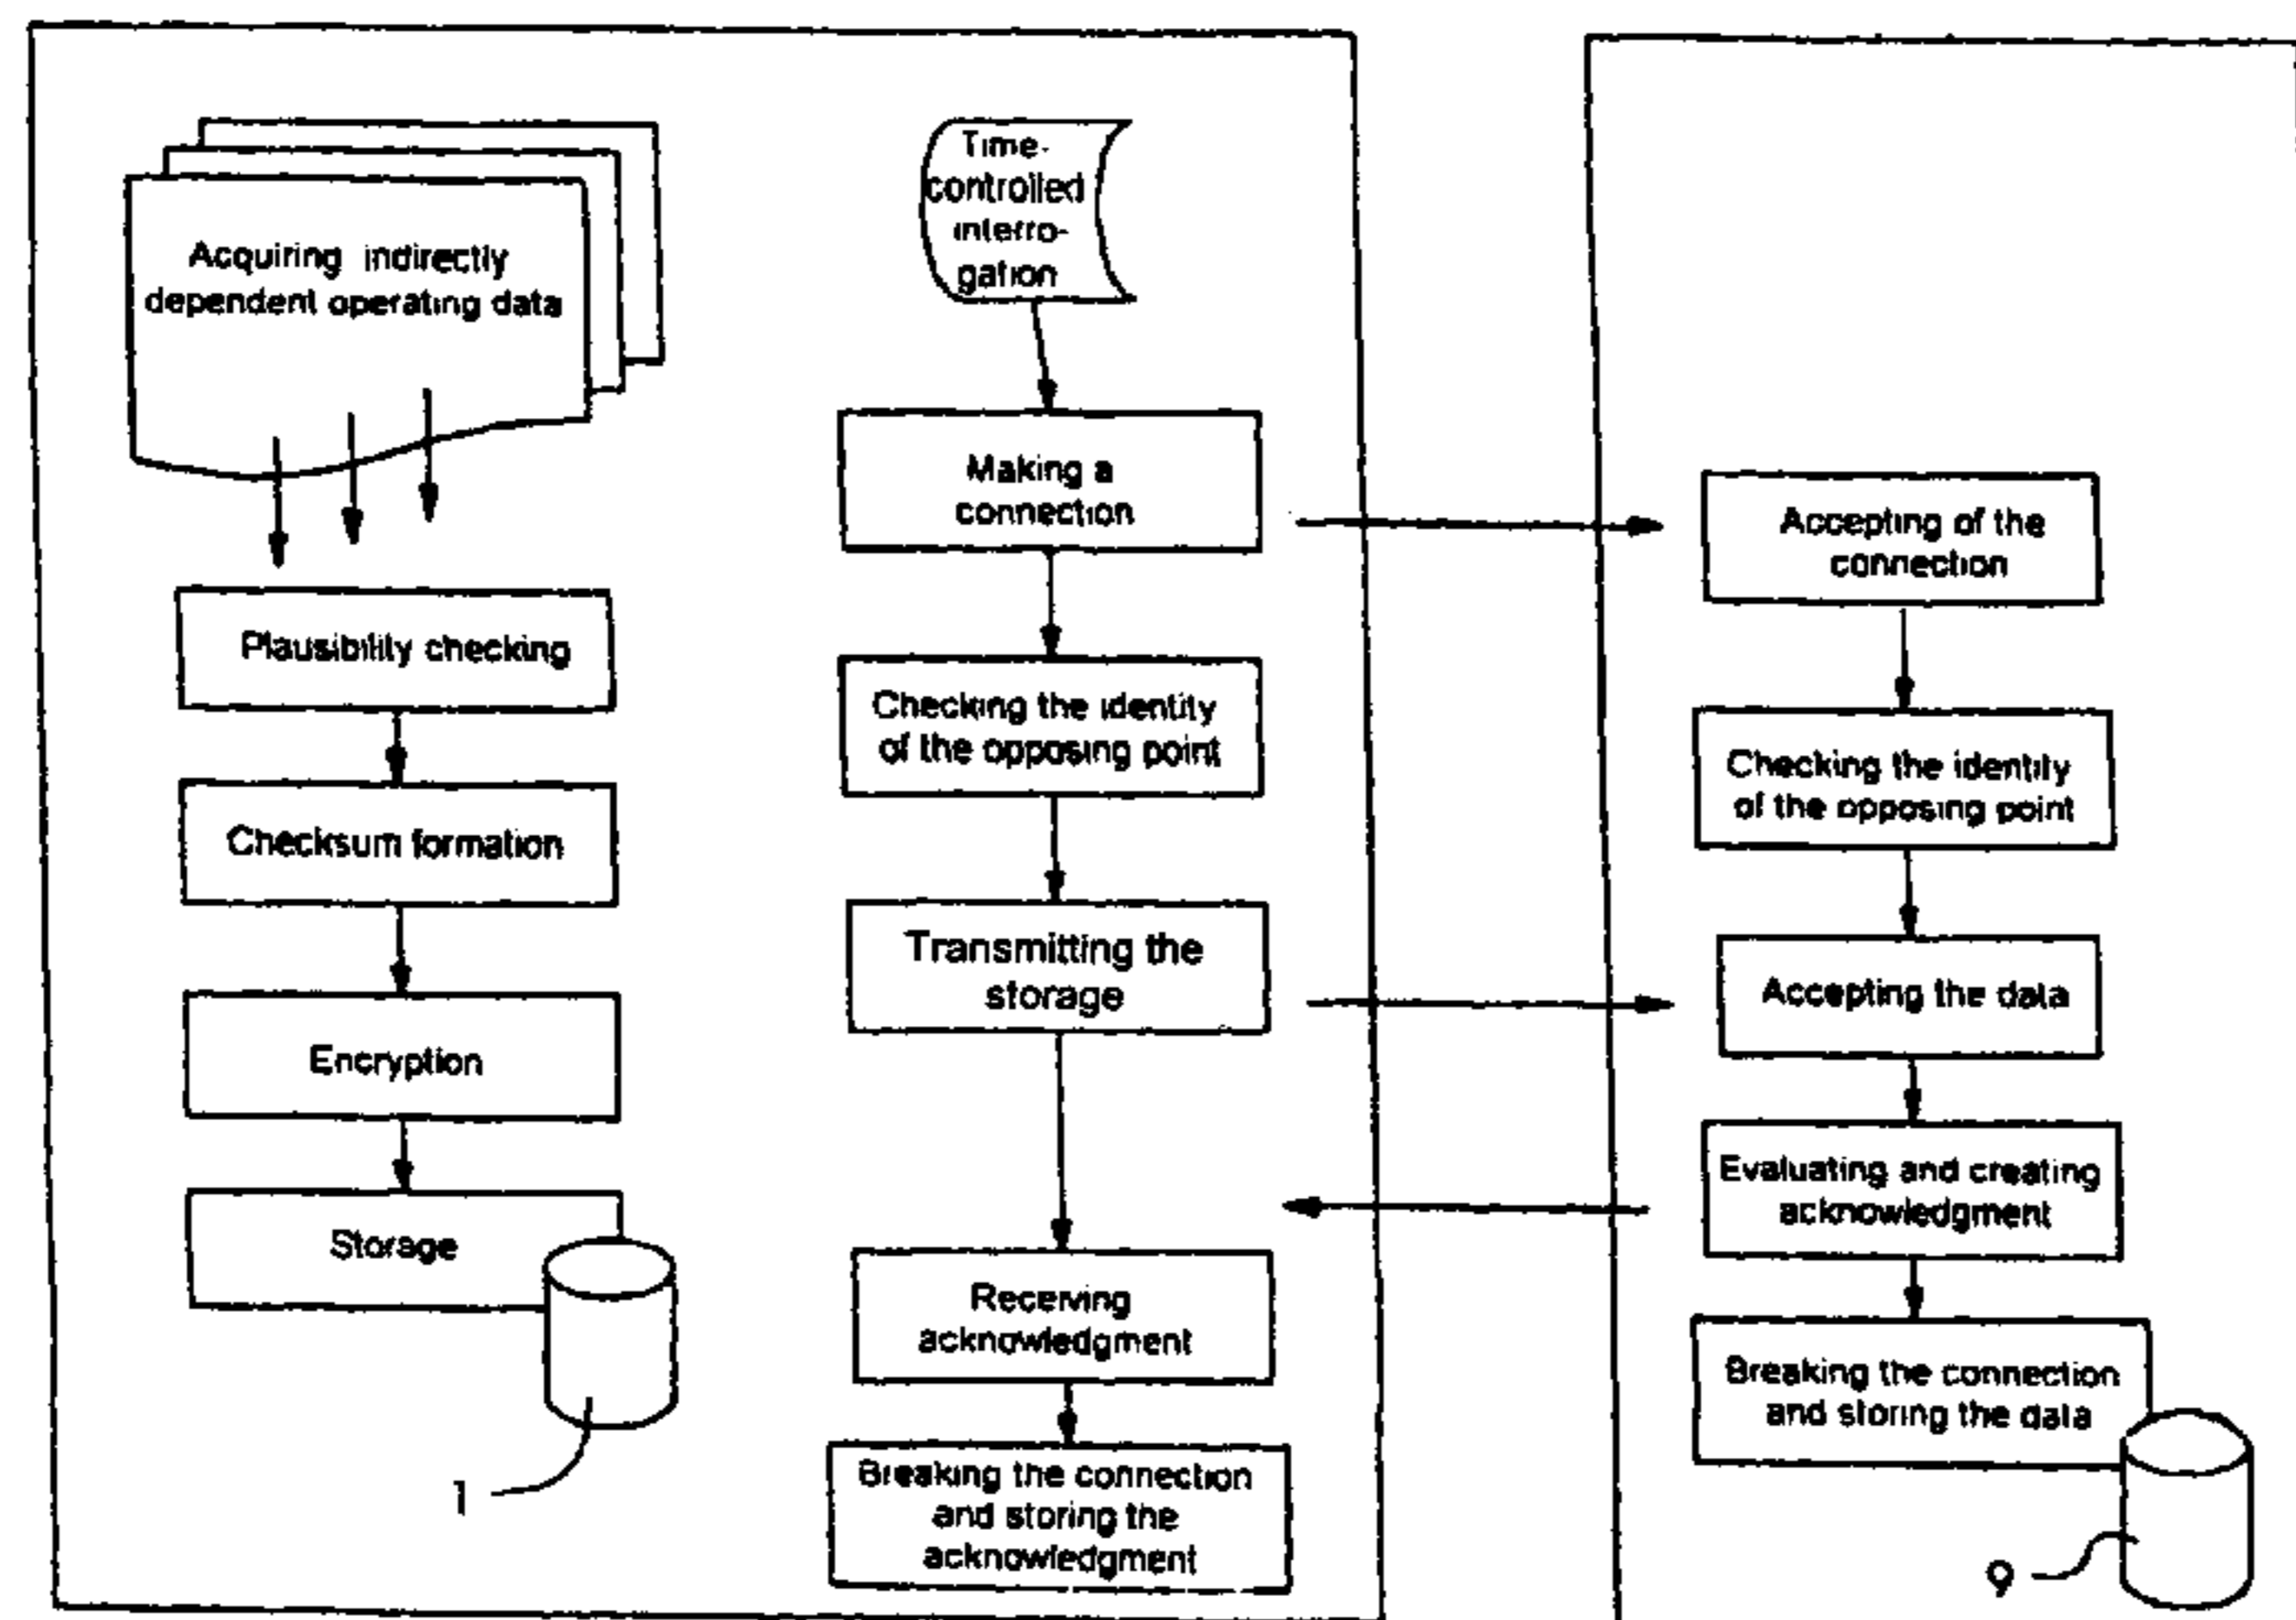 Acquiring indirectly
dependent operating data
Plausibility checking
Checksum formation
Encryption
Storage
1
Time-
controlled
interro-
gation
Making a
connection
Checking the identity
of the opposing point
Transmitting the
storage
Receiving
acknowledgment
Breaking the connection
and storing the
acknowledgment
Accepting of the
connection
Checking the identity
of the opposing point
Accepting the data
Evaluating and creating
acknowledgment
Breaking the connection
and storing the data
9